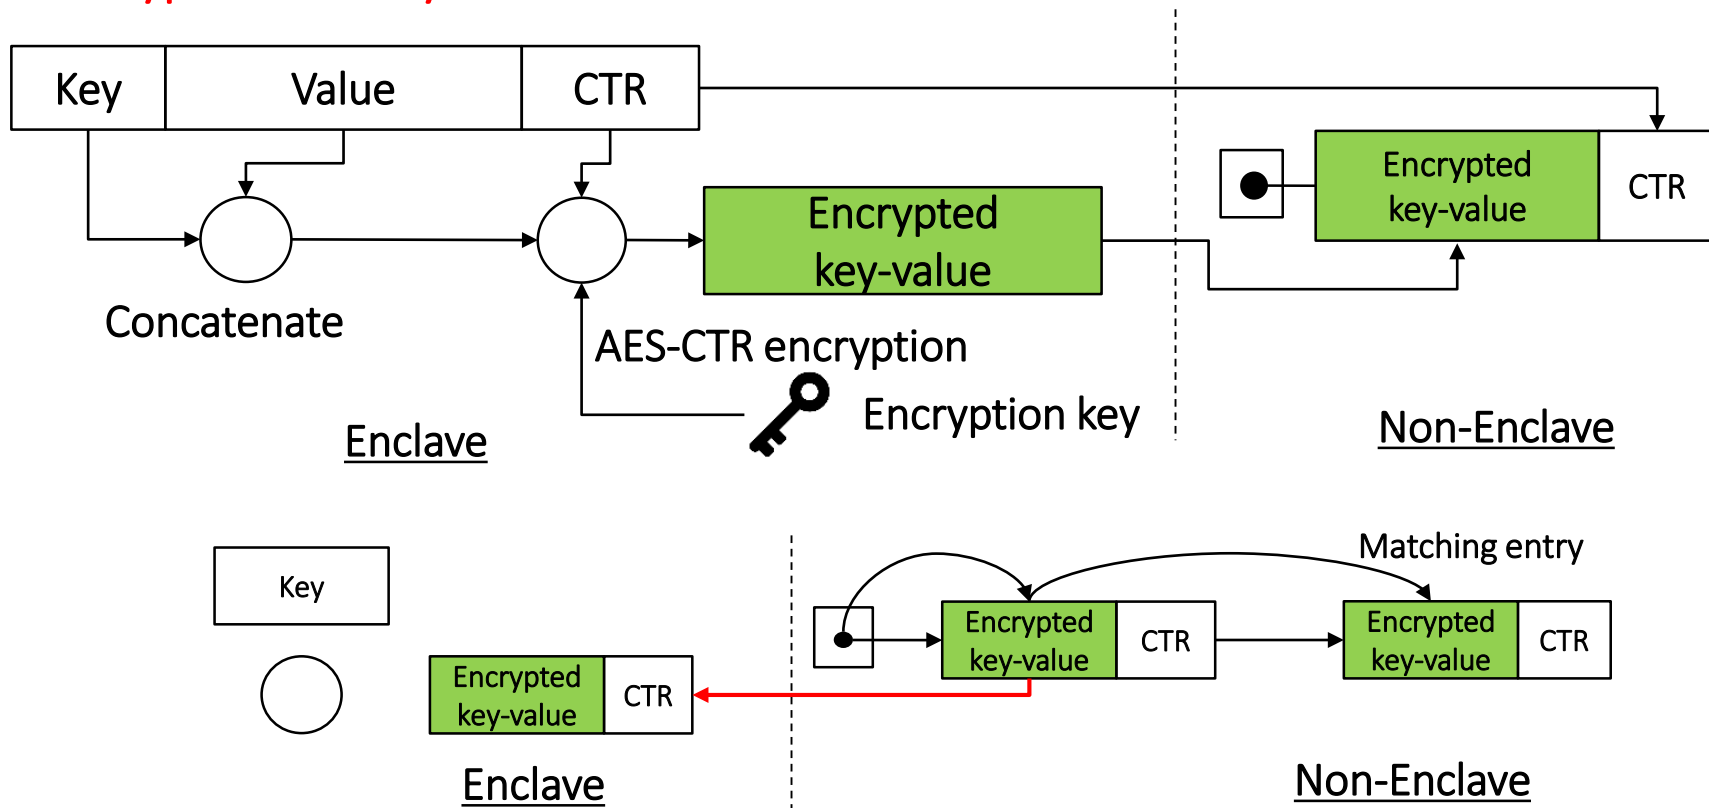 Key
Value
CTR
Encrypted
key-value
CTR
Encrypted
key-value
Concatenate
AES-CTR encryption
Encryption key
Enclave
Non-Enclave
Matching entry
Key
Encrypted
key-value
CTR
Encrypted
key-value
CTR
Encrypted
key-value
CTR
Enclave
Non-Enclave